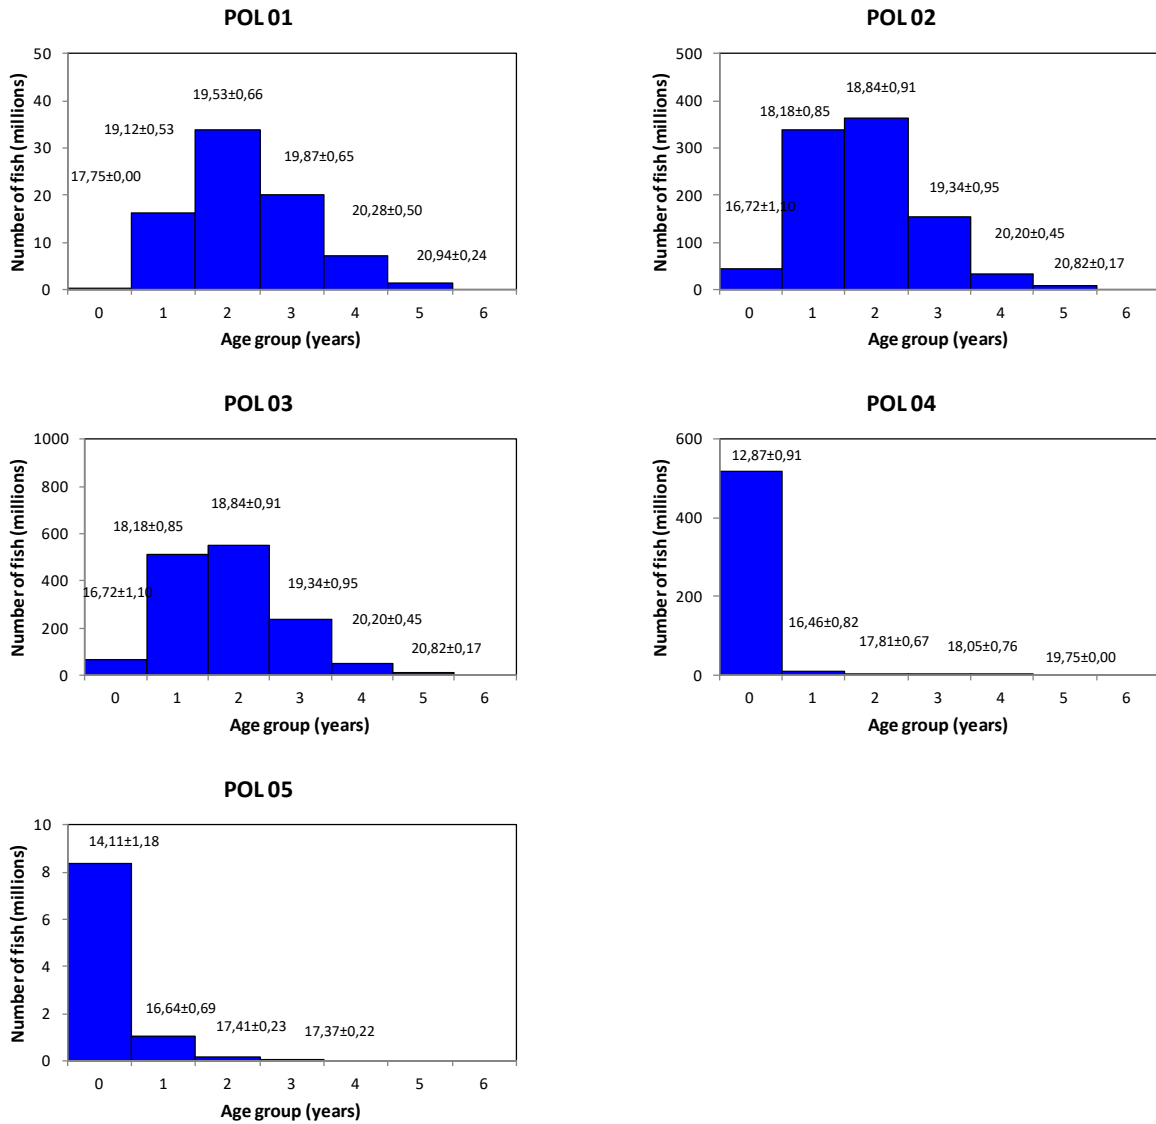 POL 01
50
40
30
20
10
0
Number of fish (millions)
19,53±0,66
19,12±0,53
19,87±0,65
17,75±0,00
20,28±0,50
20,94±0,24
0 1 2 3 4 5 6
Age group (years)
POL 02
500
400
300
200
100
0
Number of fish (millions)
18,84±0,91
18,18±0,85
19,34±0,95
16,72±1,10
20,20±0,45
20,82±0,17
0 1 2 3 4 5 6
Age group (years)
POL 03
1000
800
600
400
200
0
Number of fish (millions)
18,84±0,91
18,18±0,85
19,34±0,95
16,72±1,10
20,20±0,45
20,82±0,17
0 1 2 3 4 5 6
Age group (years)
POL 04
600
400
200
0
Number of fish (millions)
12,87±0,91
16,46±0,82
17,81±0,67
18,05±0,76
19,75±0,00
0 1 2 3 4 5 6
Age group (years)
POL 05
10
8
6
4
2
0
Number of fish (millions)
14,11±1,18
16,64±0,69
17,41±0,23
17,37±0,22
0 1 2 3 4 5 6
Age group (years)